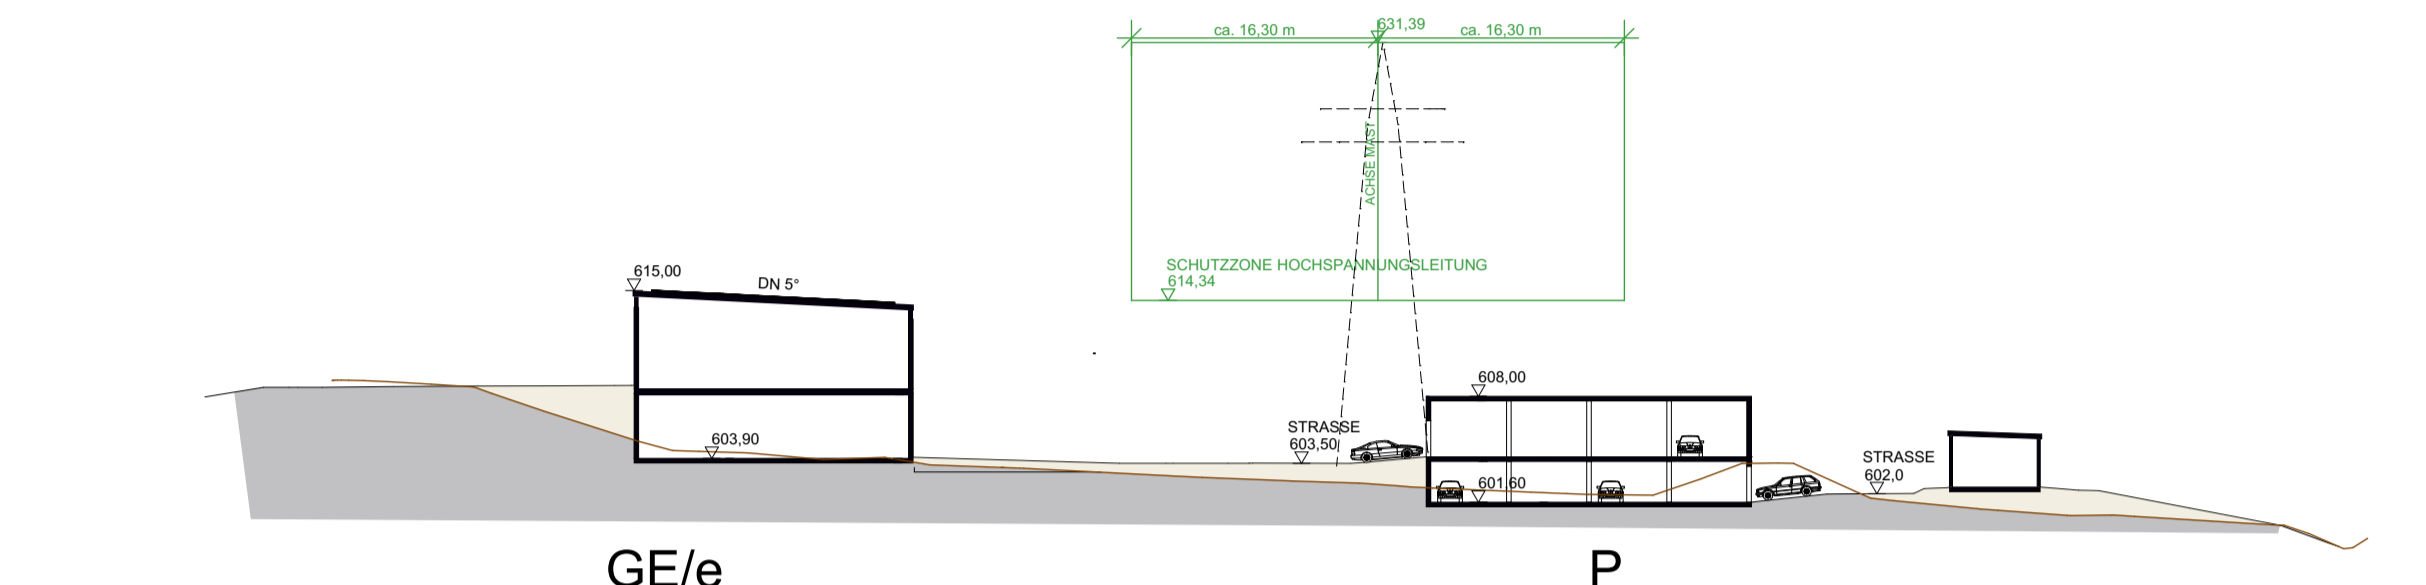 ca. 16,30 m
631,39
ca. 16,30 m
ACHSE MAST
SCHUTZZONE HOCHSPANNUNGSLEITUNG
614,34
615,00
DN 5°
603,90
STRASSE
603,50
608,00
601,60
STRASSE
602,0
GE/e
P